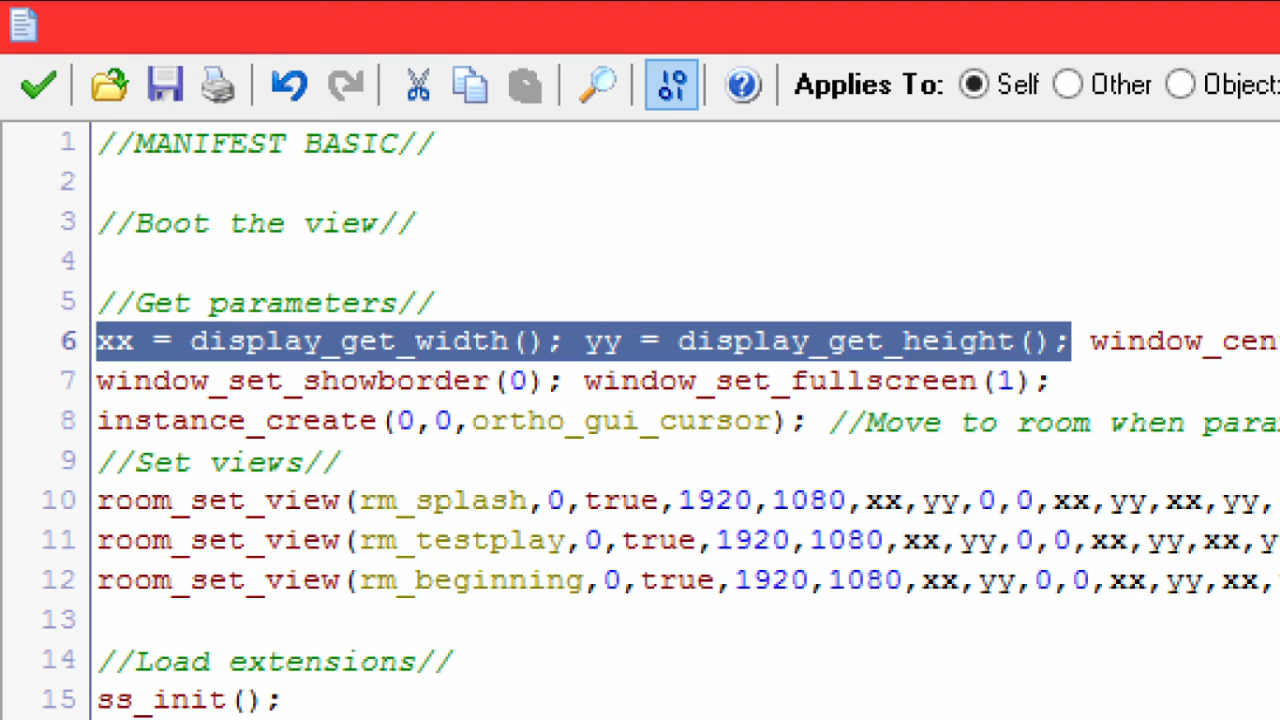 Applies To: Self Other Object:
1 //MANIFEST BASIC//
2
3 //Boot the view//
4
5 //Get parameters//
6 xx = display_get_width(); yy = display_get_height(); window_cen
7 window_set_showborder(0); window_set_fullscreen(1);
8 instance_create(0,0,ortho_gui_cursor); //Move to room when para
9 //Set views//
10 room_set_view(rm_splash,0,true,1920,1080,xx,yy,0,0,xx,yy,xx,yy,
11 room_set_view(rm_testplay,0,true,1920,1080,xx,yy,0,0,xx,yy,xx,y
12 room_set_view(rm_beginning,0,true,1920,1080,xx,yy,0,0,xx,yy,xx,
13
14 //Load extensions//
15 ss_init();